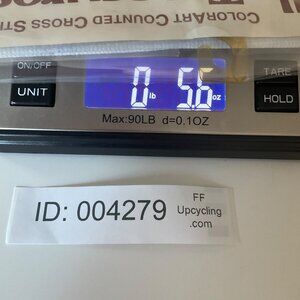 COLORART COUNTED CROSS
ON/OFF
UNIT
0 lb 5.6 oz
TARE
HOLD
Max:90LB d=0.1OZ
ID: 004279
FF
Upcycling
.com